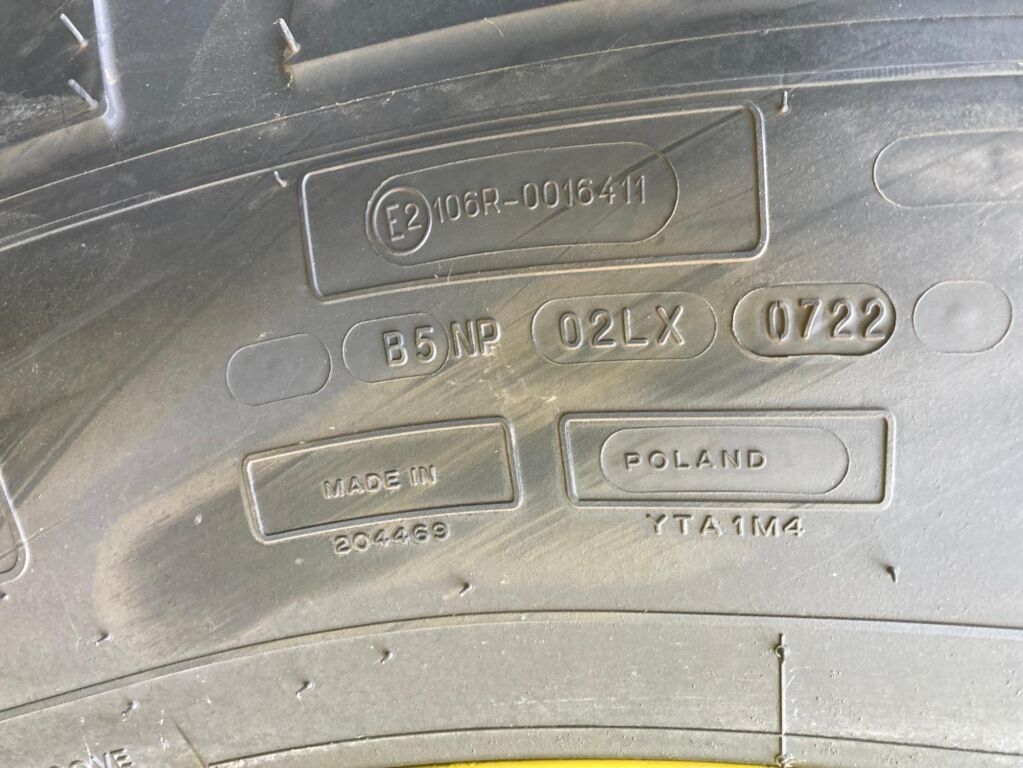 E2 106R-0016411
B5 NP 02LX 0722
MADE IN POLAND
204469 YTA1M4